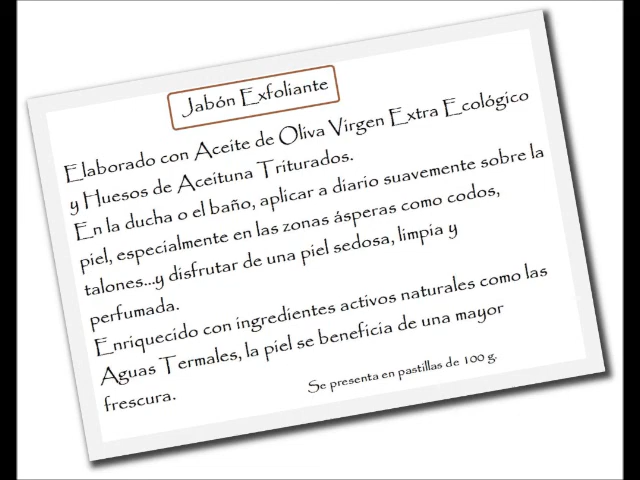 Jabón Exfoliante
Elaborado con Aceite de Oliva Virgen Extra Ecológico
y Huesos de Aceituna Triturados.
En la ducha o el baño, aplicar a diario suavemente sobre la
piel, especialmente en las zonas ásperas como codos,
talones...y disfrutar de una piel sedosa, limpia y
perfumada.
Enriquecido con ingredientes activos naturales como las
Aguas Termales, la piel se beneficia de una mayor
frescura.
Se presenta en pastillas de 100 g.